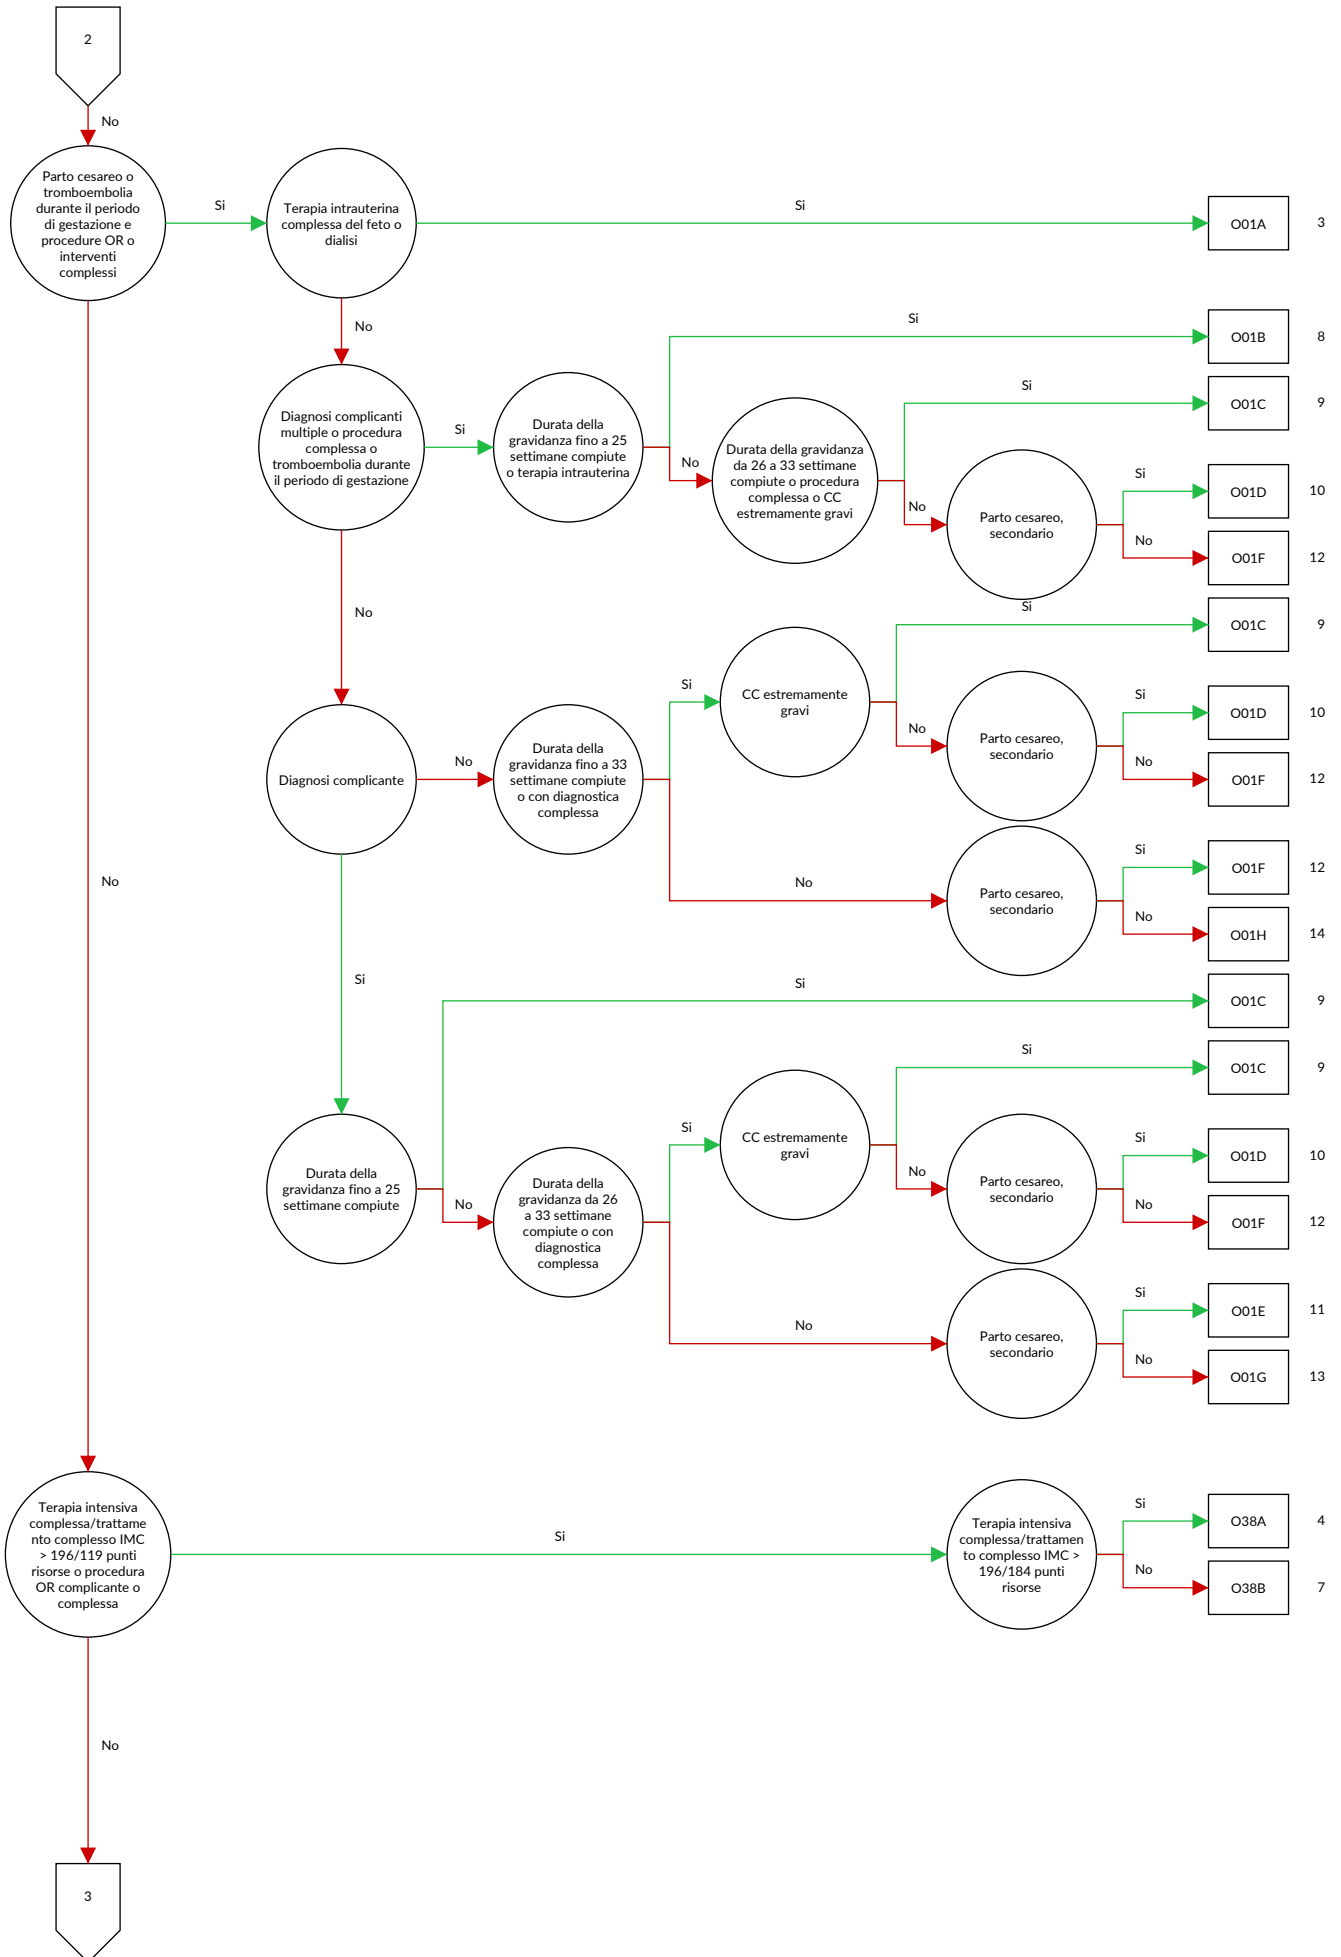 2
No
Parto cesareo o
tromboembolia
durante il periodo
di gestazione e
procedure OR o
interventi
complessi
Si
Terapia intrauterina
complessa del feto o
dialisi
Si
O01A
3
No
Diagnosi complicanti
multiple o procedura
complessa o
tromboembolia durante
il periodo di gestazione
Si
Durata della
gravidanza fino a 25
settimane compiute
o terapia intrauterina
Si
O01B
8
No
Durata della gravidanza
da 26 a 33 settimane
compiute o procedura
complessa o CC
estremamente gravi
Si
O01C
9
No
Parto cesareo,
secondario
Si
O01D
10
No
O01F
12
No
Diagnosi complicante
No
Durata della
gravidanza fino a 33
settimane compiute
o con diagnostica
complessa
Si
CC estremamente
gravi
Si
O01C
9
No
Parto cesareo,
secondario
Si
O01D
10
No
O01F
12
No
Parto cesareo,
secondario
Si
O01F
12
No
O01H
14
No
Si
Durata della
gravidanza fino a 25
settimane compiute
Si
O01C
9
No
Durata della
gravidanza da 26
a 33 settimane
compiute o con
diagnostica
complessa
Si
CC estremamente
gravi
Si
O01C
9
No
Parto cesareo,
secondario
Si
O01D
10
No
O01F
12
No
Parto cesareo,
secondario
Si
O01E
11
No
O01G
13
Terapia intensiva
complessa/trattame
nto complesso IMC
> 196/119 punti
risorse o procedura
OR complicante o
complessa
Si
Terapia intensiva
complessa/trattamen
to complesso IMC >
196/184 punti
risorse
Si
O38A
4
No
O38B
7
No
3